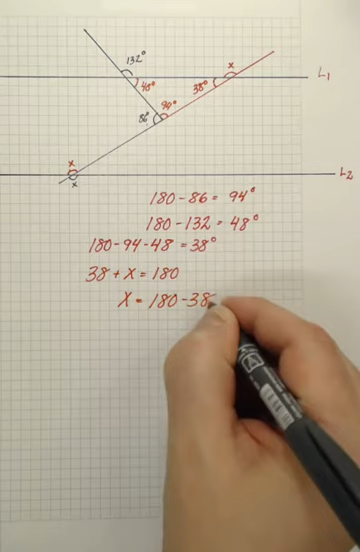 132°
x
48°
38°
L1
94°
86°
x
x
L2
180-86= 94°
180-132= 48°
180-94-48=38°
38+x=180
x=180-38